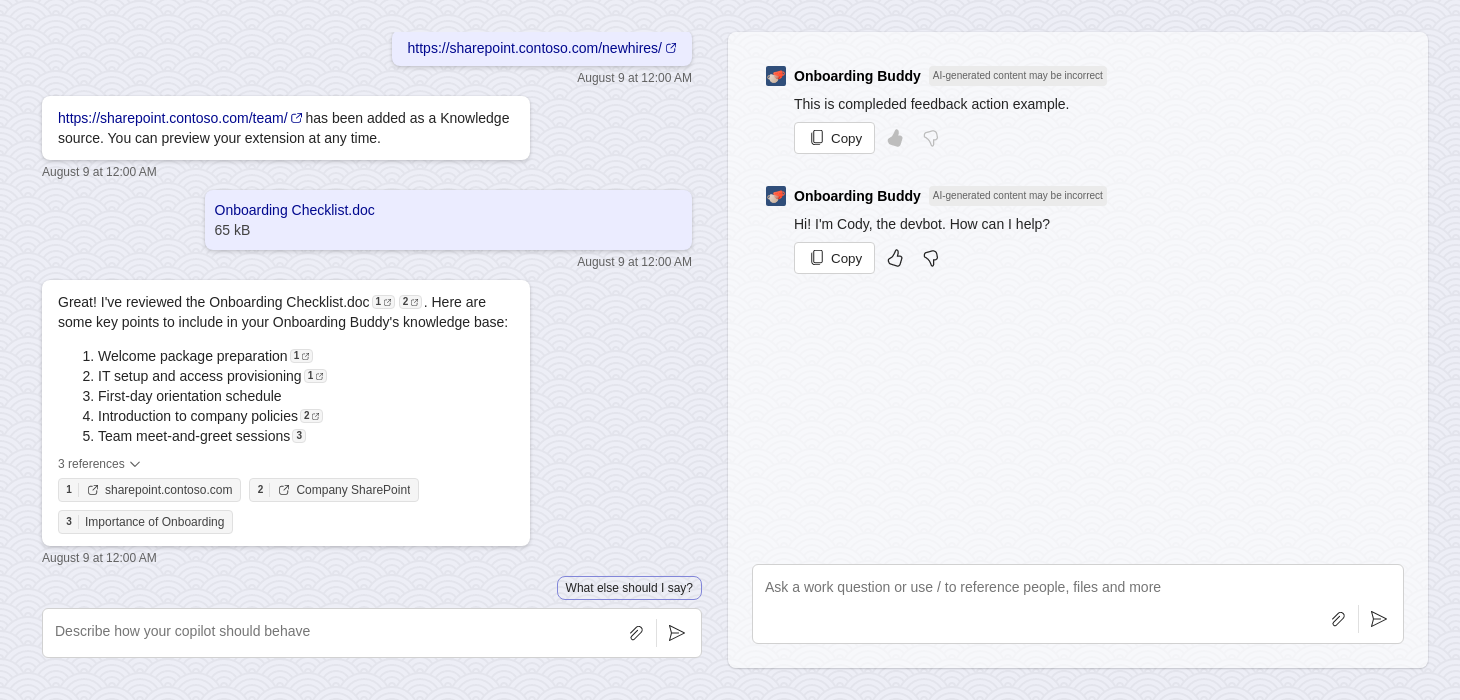 https://sharepoint.contoso.com/newhires/
August 9 at 12:00 AM
https://sharepoint.contoso.com/team/ has been added as a Knowledge
source. You can preview your extension at any time.
August 9 at 12:00 AM
Onboarding Checklist.doc
65 kB
August 9 at 12:00 AM
Great! I've reviewed the Onboarding Checklist.doc 1 2 . Here are
some key points to include in your Onboarding Buddy's knowledge base:
1. Welcome package preparation 1
2. IT setup and access provisioning 1
3. First-day orientation schedule
4. Introduction to company policies 2
5. Team meet-and-greet sessions 3
3 references
1 sharepoint.contoso.com 2 Company SharePoint
3 Importance of Onboarding
August 9 at 12:00 AM
What else should I say?
Describe how your copilot should behave
Onboarding Buddy AI-generated content may be incorrect
This is compleded feedback action example.
Copy
Onboarding Buddy AI-generated content may be incorrect
Hi! I'm Cody, the devbot. How can I help?
Copy
Ask a work question or use / to reference people, files and more